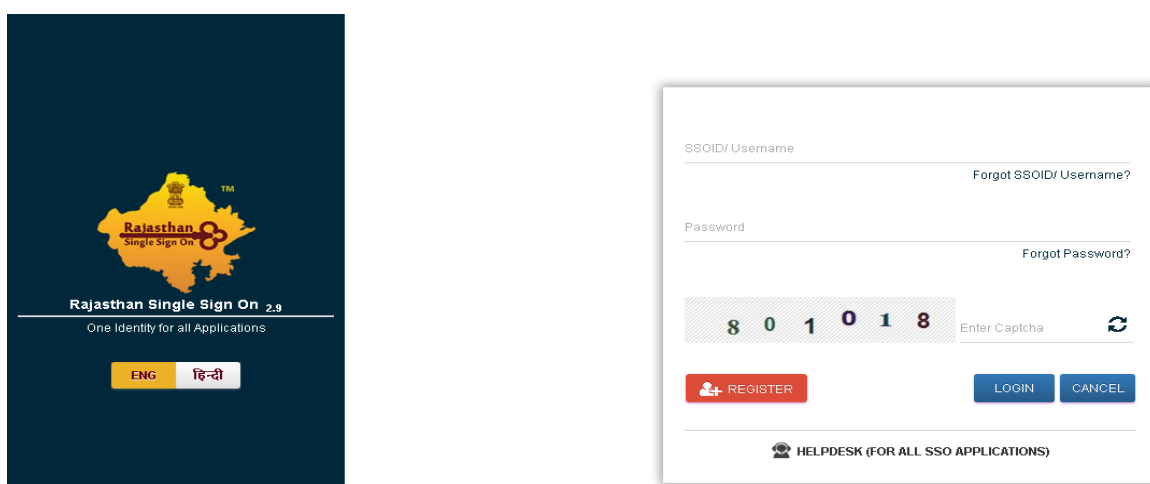 TM
Rajasthan
Single Sign On
Rajasthan Single Sign On 2.9
One Identity for all Applications
ENG हिन्दी
SSOID/ Username
Forgot SSOID/ Username?
Password
Forgot Password?
8 0 1 0 1 8 Enter Captcha
REGISTER LOGIN CANCEL
HELPDESK (FOR ALL SSO APPLICATIONS)